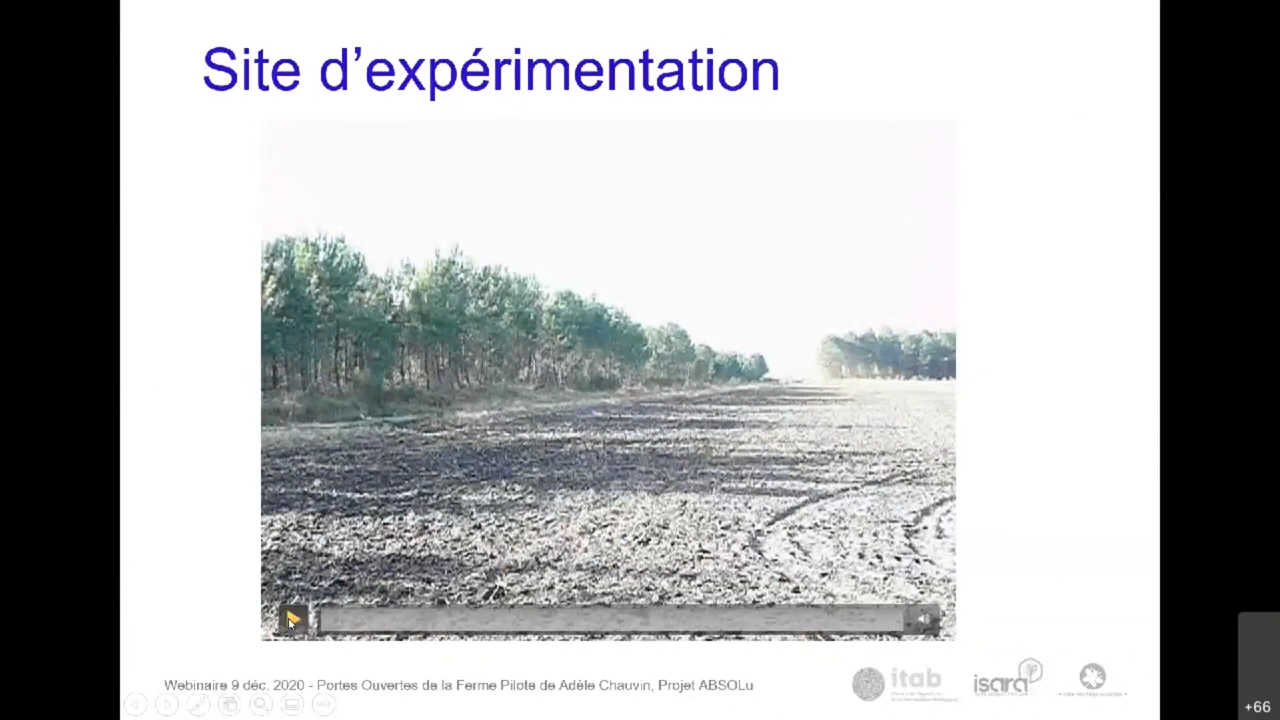 Site d'expérimentation
Webinaire 9 déc. 2020 - Portes Ouvertes de la Ferme Pilote de Adèle Chauvin, Projet ABSOLu
itab
isara
+66